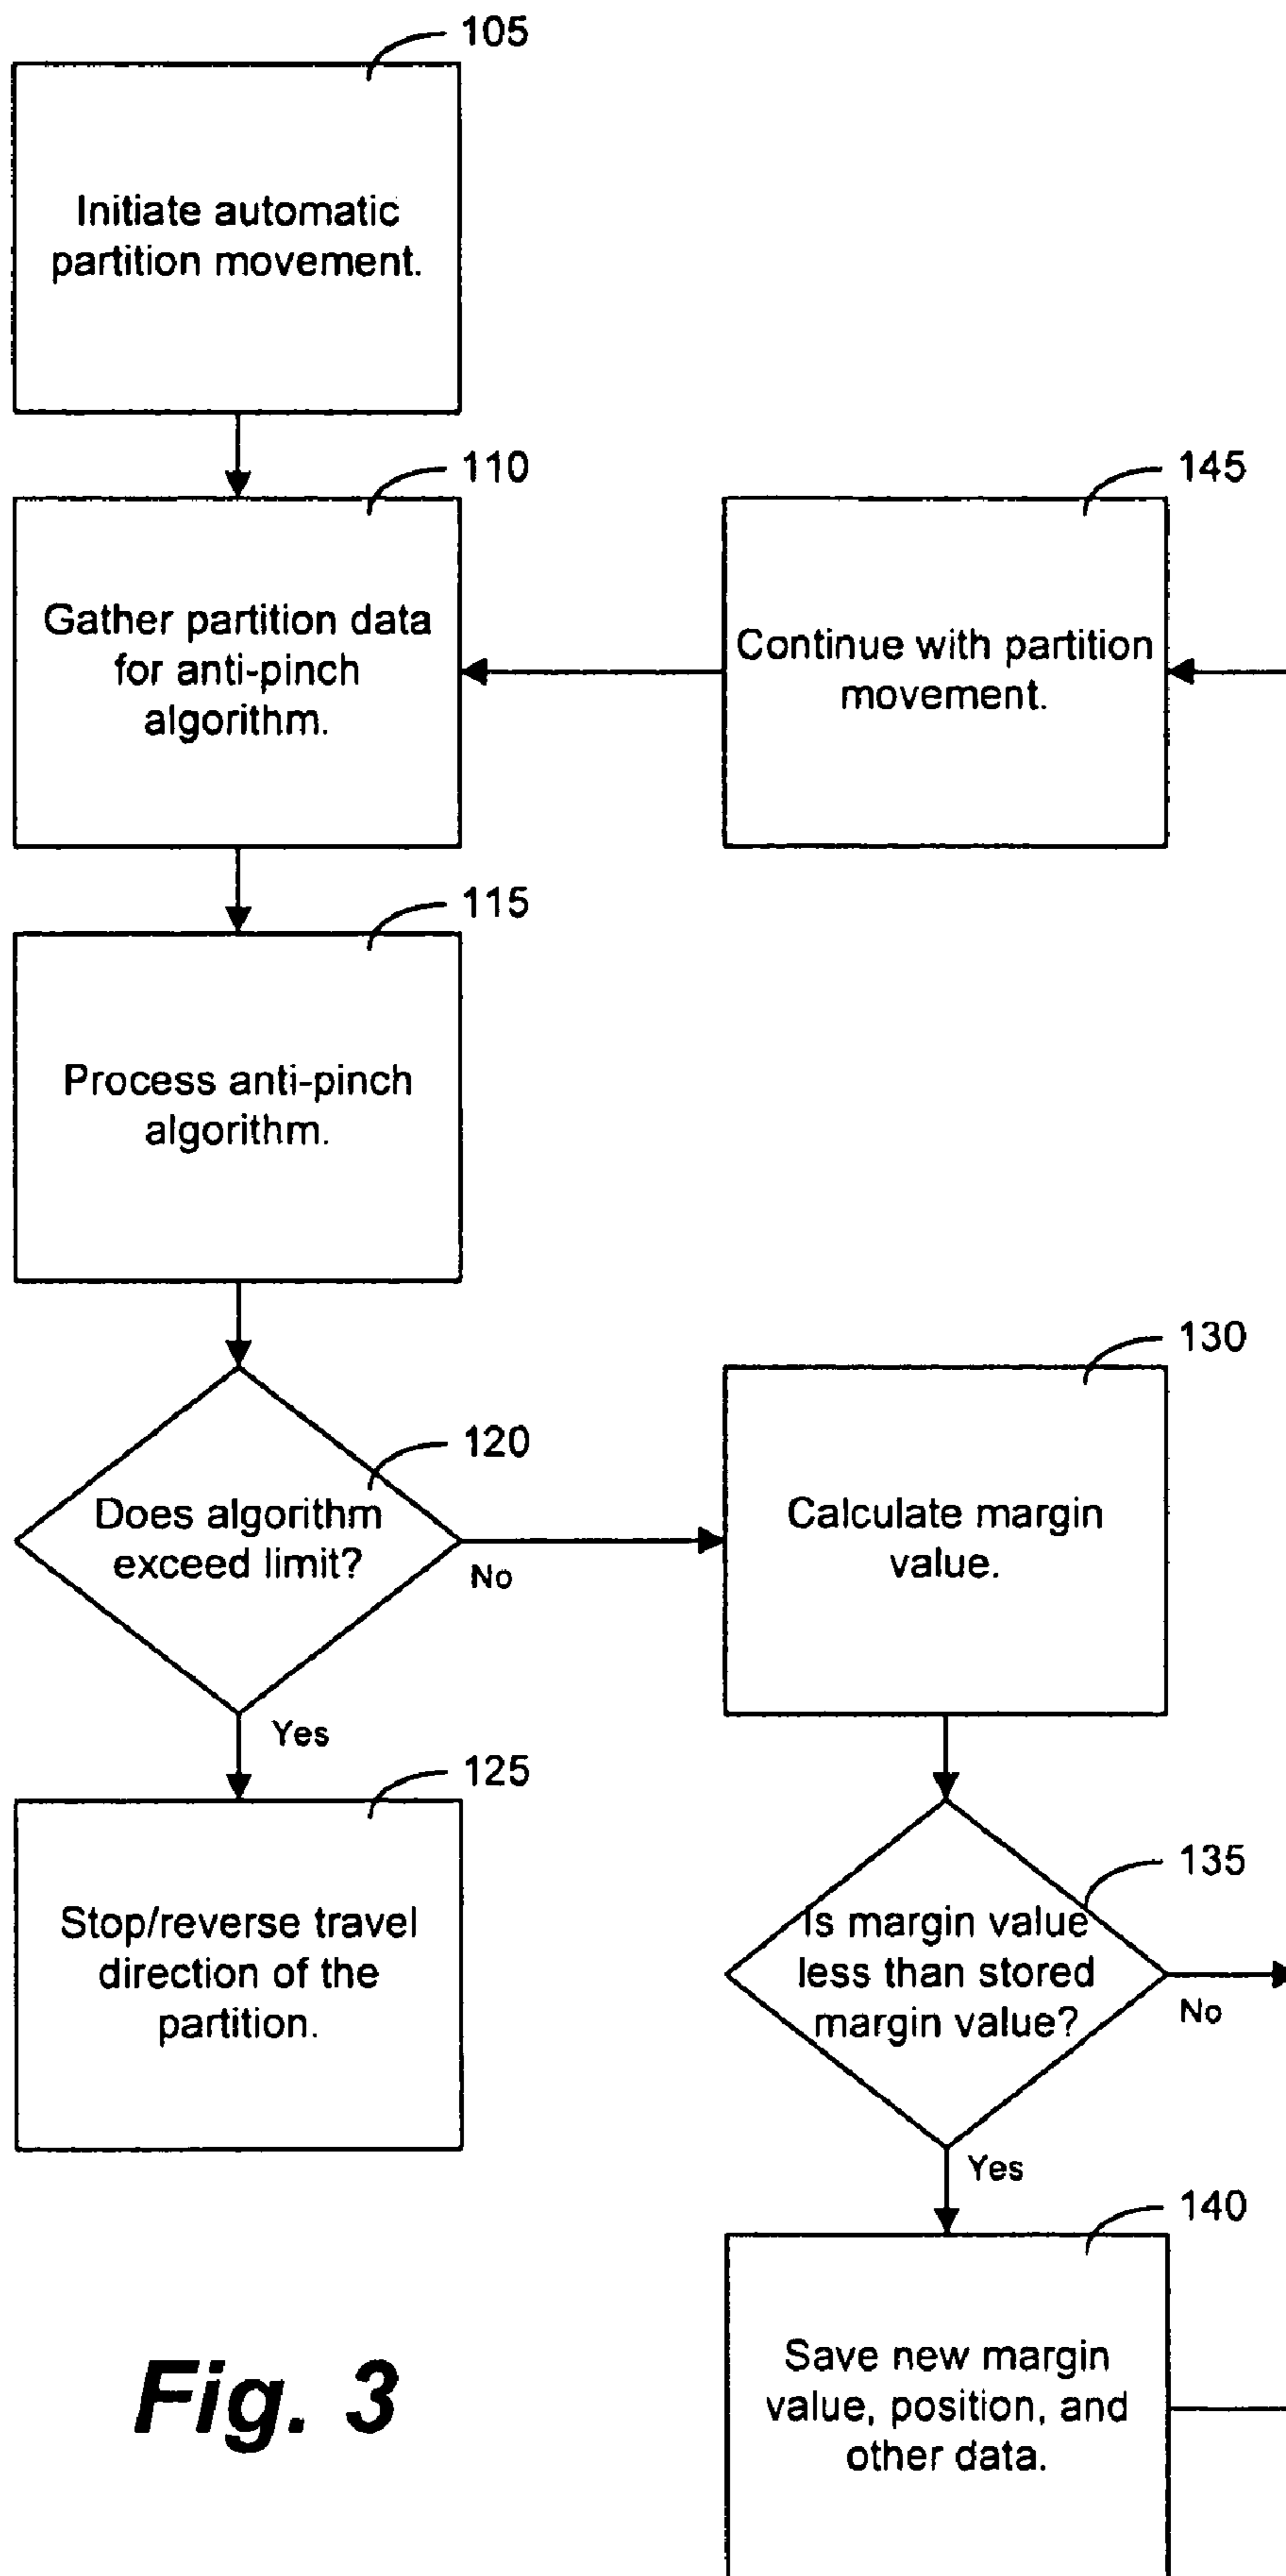 105
Initiate automatic
partition movement.
110
Gather partition data
for anti-pinch
algorithm.
145
Continue with partition
movement.
115
Process anti-pinch
algorithm.
120
Does algorithm
exceed limit?
No
Yes
130
Calculate margin
value.
125
Stop/reverse travel
direction of the
partition.
135
Is margin value
less than stored
margin value?
No
Yes
140
Save new margin
value, position, and
other data.
Fig. 3